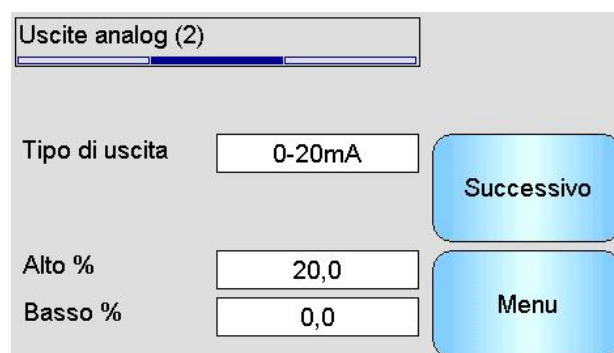 Uscite analog (2)
Tipo di uscita 0-20mA
Successivo
Alto % 20,0
Basso % 0,0
Menu